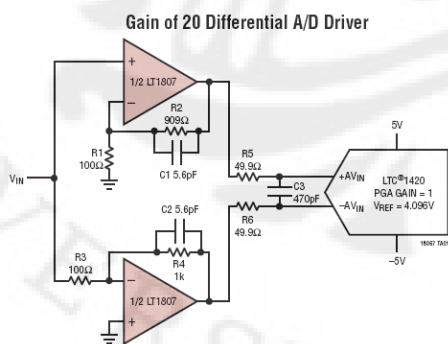 Gain of 20 Differential A/D Driver
+
1/2 LT1807
−
R2
909Ω
R1
100Ω
C1 5.6pF
R5
49.9Ω
5V
VIN
C3
470pF
+AVIN
−AVIN
LTC®1420
PGA GAIN = 1
VREF = 4.096V
C2 5.6pF
R6
49.9Ω
R3
100Ω
R4
1k
−
1/2 LT1807
+
−5V
18067 TA01